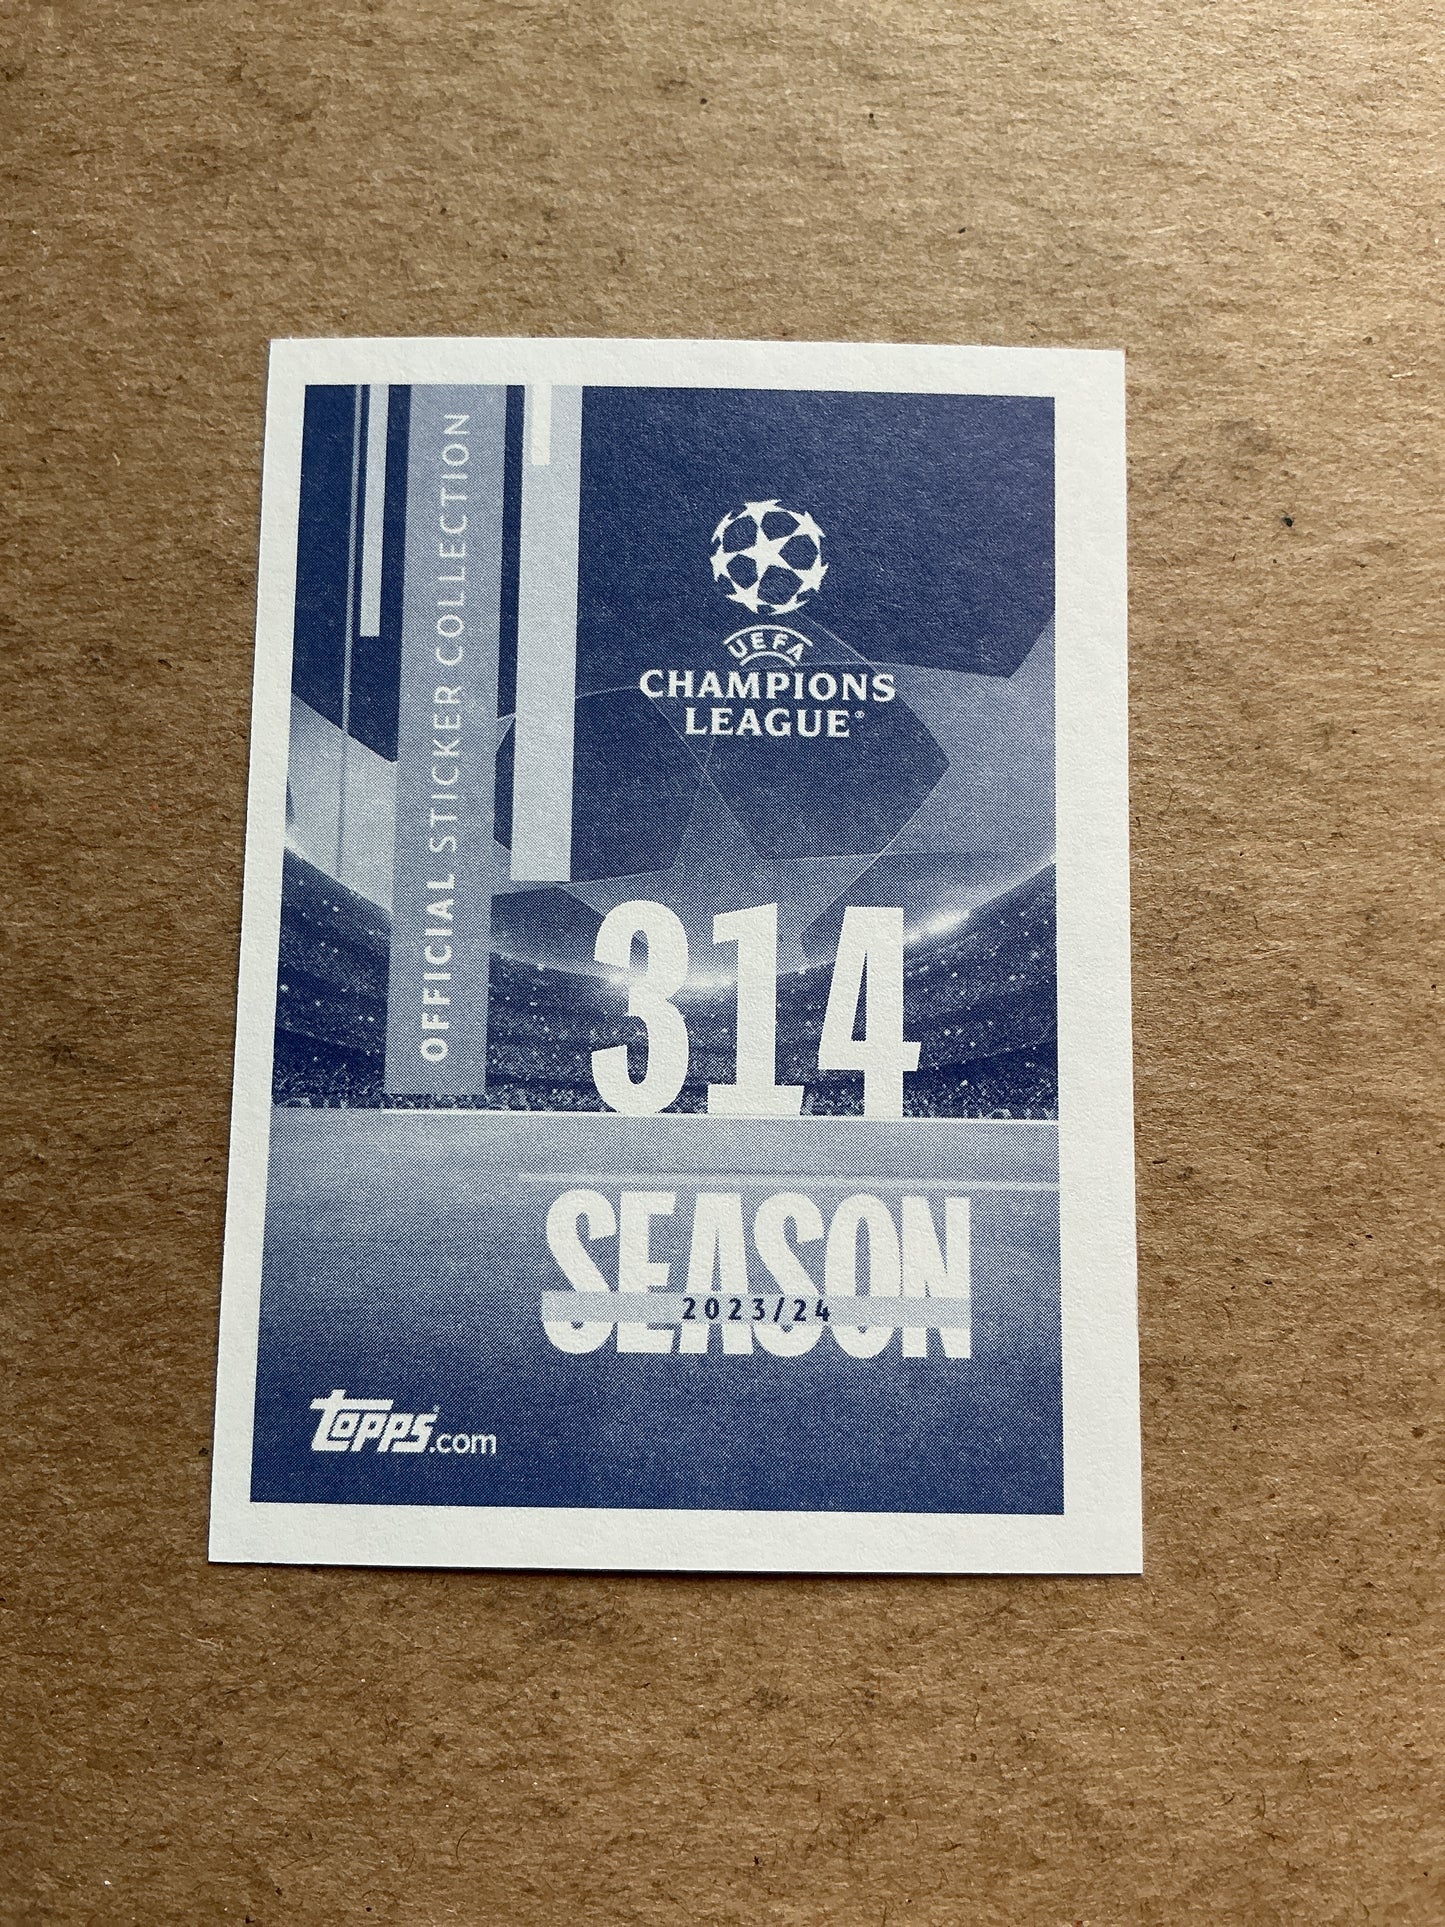 OFFICIAL STICKER COLLECTION
UEFA
CHAMPIONS
LEAGUE®
314
SEASON
2023/24
topps®.com